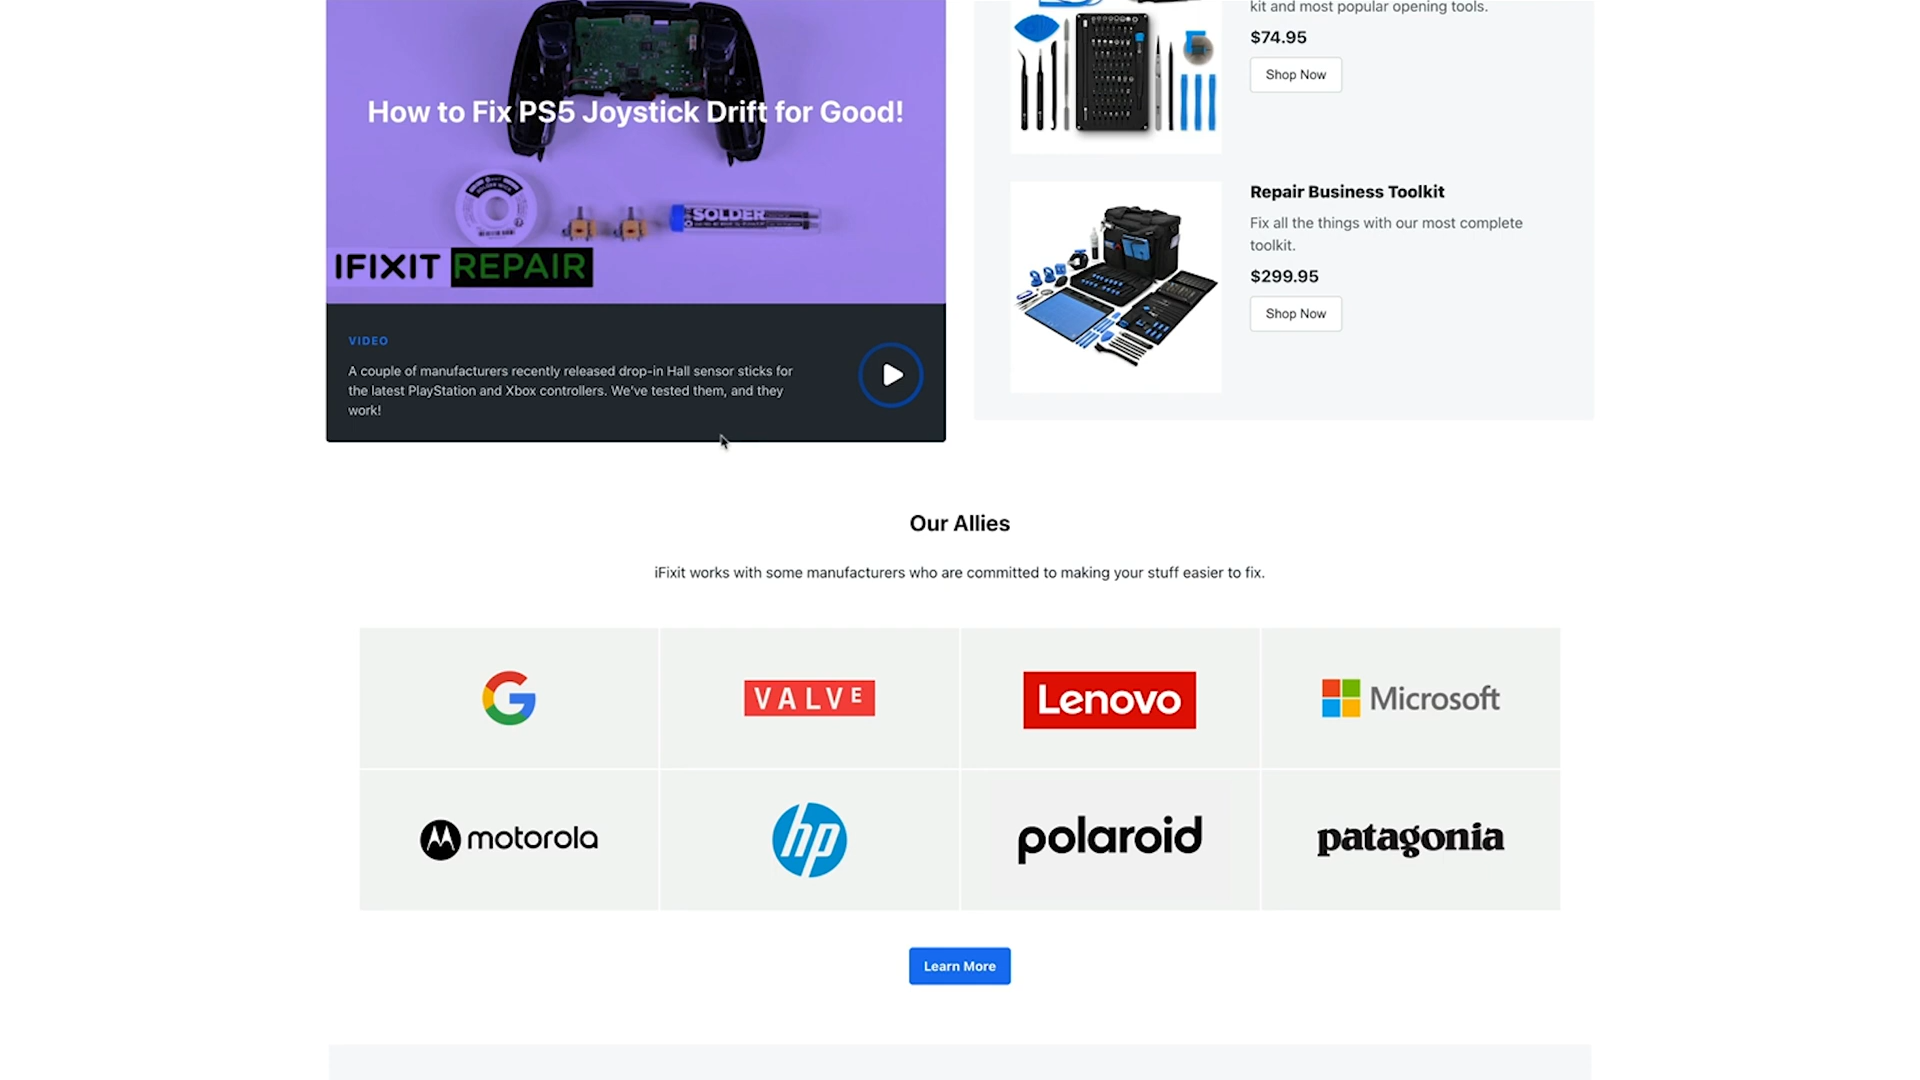 How to Fix PS5 Joystick Drift for Good!
SOLDER
IFIXIT REPAIR
VIDEO
A couple of manufacturers recently released drop-in Hall sensor sticks for
the latest PlayStation and Xbox controllers. We've tested them, and they
work!
kit and most popular opening tools.
$74.95
Shop Now
Repair Business Toolkit
Fix all the things with our most complete
toolkit.
$299.95
Shop Now
Our Allies
iFixit works with some manufacturers who are committed to making your stuff easier to fix.
G
VALVE
Lenovo
Microsoft
motorola
hp
polaroid
patagonia
Learn More